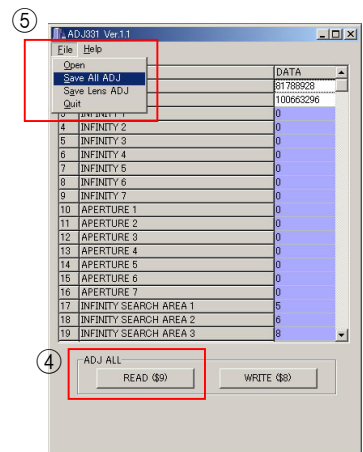 ⑤
ADJ331 Ver.1.1
File Help
Open
Save All ADJ
Save Lens ADJ
Quit
DATA
81788928
100663296
3 INFINITY 1 0
4 INFINITY 2 0
5 INFINITY 3 0
6 INFINITY 4 0
7 INFINITY 5 0
8 INFINITY 6 0
9 INFINITY 7 0
10 APERTURE 1 0
11 APERTURE 2 0
12 APERTURE 3 0
13 APERTURE 4 0
14 APERTURE 5 0
15 APERTURE 6 0
16 APERTURE 7 0
17 INFINITY SEARCH AREA 1 5
18 INFINITY SEARCH AREA 2 6
19 INFINITY SEARCH AREA 3 8
④
ADJ ALL
READ ($9) WRITE ($8)